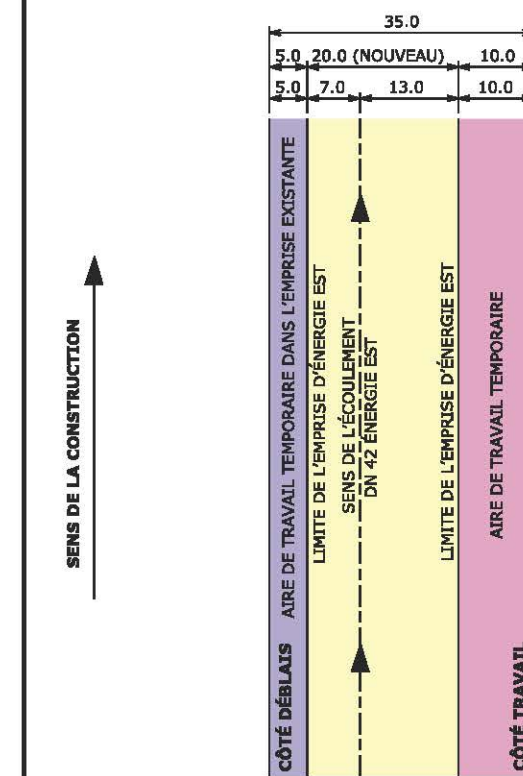 35.0
5.0 20.0 (NOUVEAU) 10.0
5.0 7.0 13.0 10.0
SENS DE LA CONSTRUCTION
CÔTÉ DÉBLAIS
AIRE DE TRAVAIL TEMPORAIRE DANS L'EMPRISE EXISTANTE
LIMITE DE L'EMPRISE D'ÉNERGIE EST
SENS DE L'ÉCOULEMENT
DN 42 ÉNERGIE EST
LIMITE DE L'EMPRISE D'ÉNERGIE EST
AIRE DE TRAVAIL TEMPORAIRE
CÔTÉ TRAVAIL